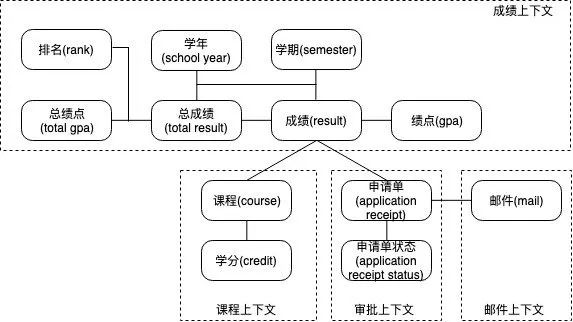 成绩上下文
排名(rank)
学年
(school year)
学期(semester)
总绩点
(total gpa)
总成绩
(total result)
成绩(result)
绩点(gpa)
课程(course)
申请单
(application
receipt)
邮件(mail)
学分(credit)
申请单状态
(application
receipt status)
课程上下文
审批上下文
邮件上下文